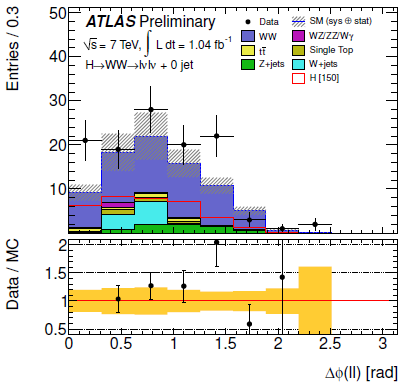 Entries / 0.3
50
40
30
20
10
ATLAS Preliminary
√s = 7 TeV, ∫ L dt = 1.04 fb⁻¹
H→WW→lνlν + 0 jet
Data
SM (sys ⊕ stat)
WW
WZ/ZZ/Wγ
tt̄
Single Top
Z+jets
W+jets
H [150]
Data / MC
2
1.5
1
0.5
0 0.5 1 1.5 2 2.5 3
Δϕ(ll) [rad]